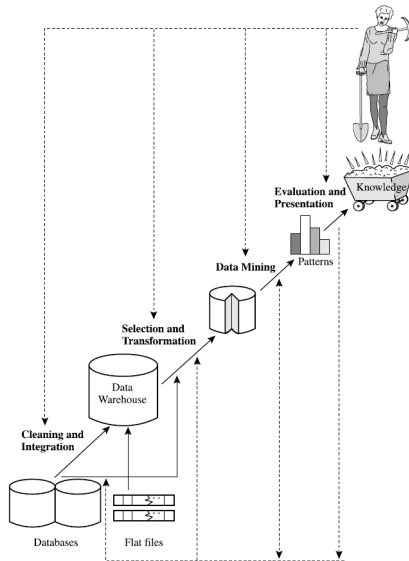 Knowledge
Evaluation and
Presentation
Patterns
Data Mining
Selection and
Transformation
Data
Warehouse
Cleaning and
Integration
Databases
Flat files